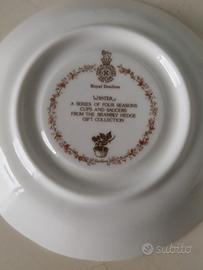 Royal Doulton
WINTER
A SERIES OF FOUR SEASONS
CUPS AND SAUCERS
FROM THE BRAMBLY HEDGE
GIFT COLLECTION
subito